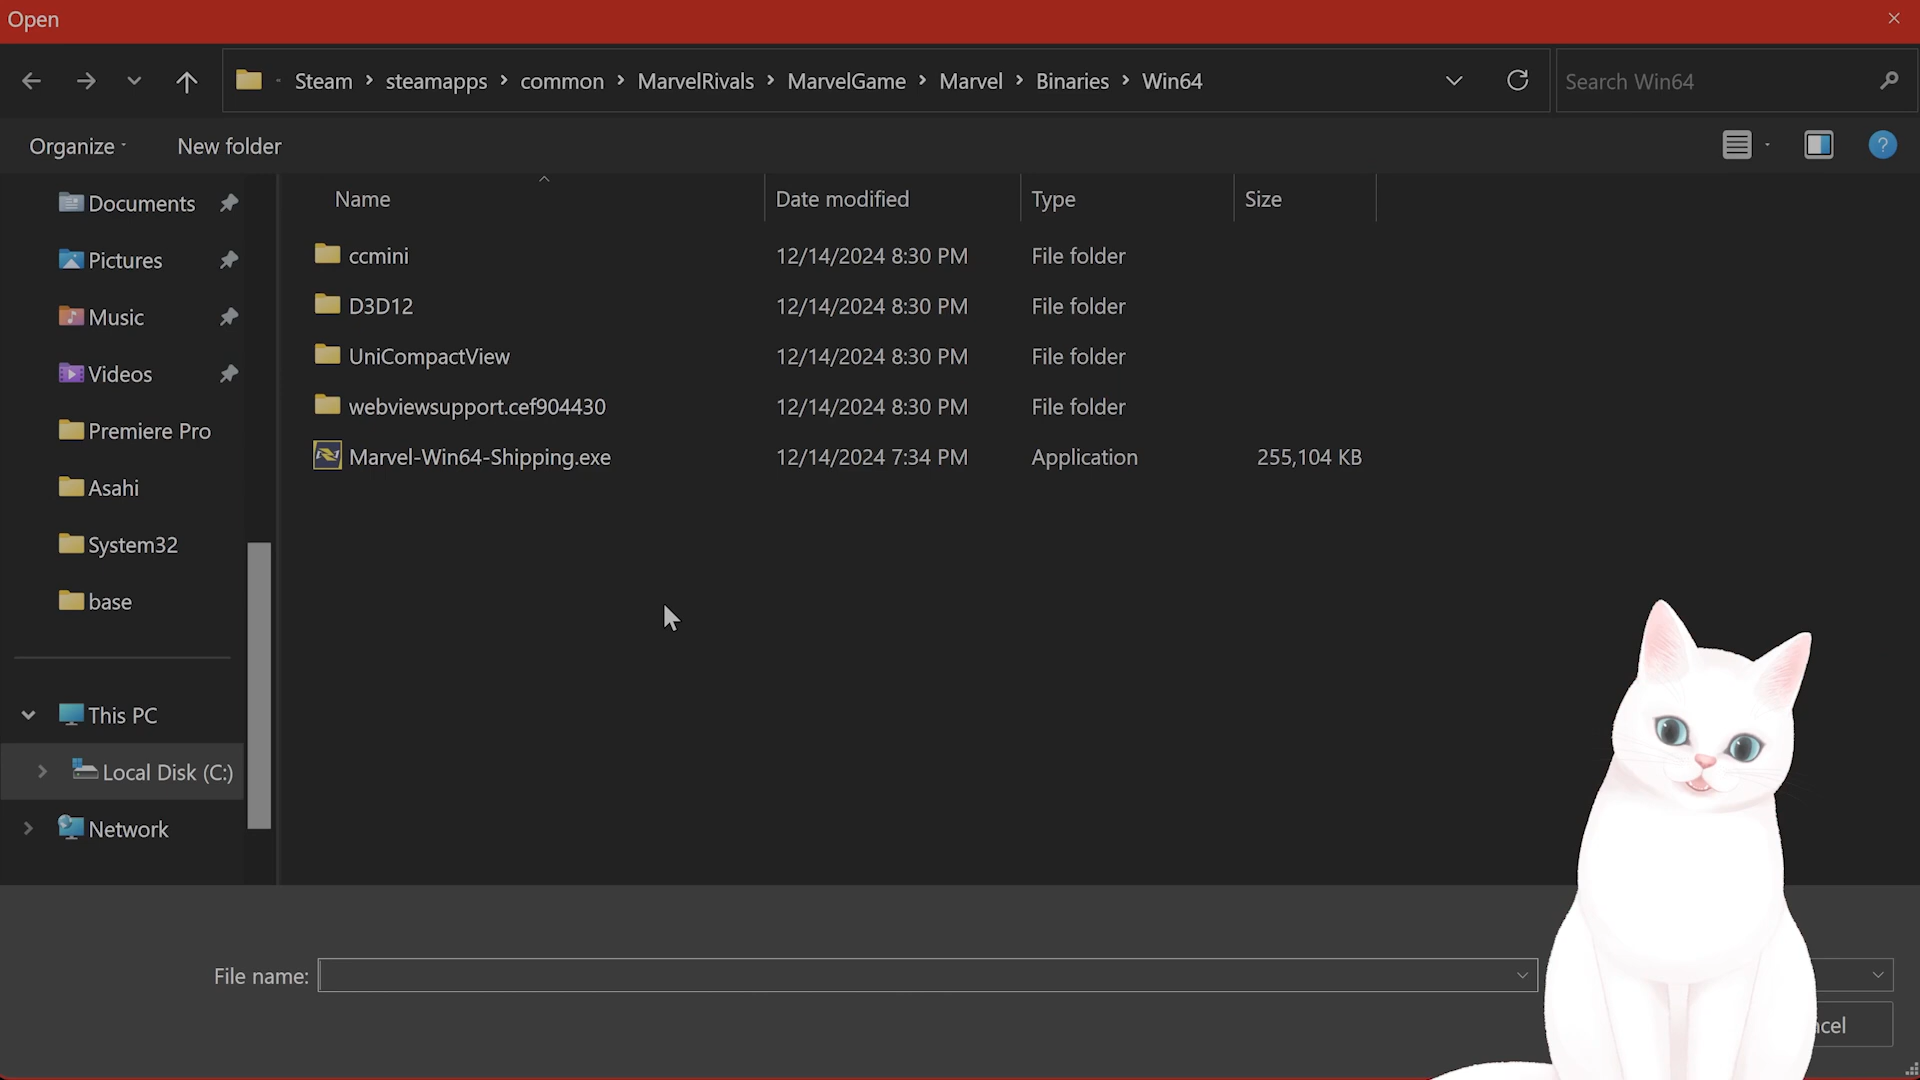 Open
Steam › steamapps › common › MarvelRivals › MarvelGame › Marvel › Binaries › Win64
Search Win64
Organize
New folder
Name
Date modified
Type
Size
Documents
Pictures
Music
Videos
Premiere Pro
Asahi
System32
base
This PC
Local Disk (C:)
Network
ccmini 12/14/2024 8:30 PM File folder
D3D12 12/14/2024 8:30 PM File folder
UniCompactView 12/14/2024 8:30 PM File folder
webviewsupport.cef904430 12/14/2024 8:30 PM File folder
Marvel-Win64-Shipping.exe 12/14/2024 7:34 PM Application 255,104 KB
File name:
ncel